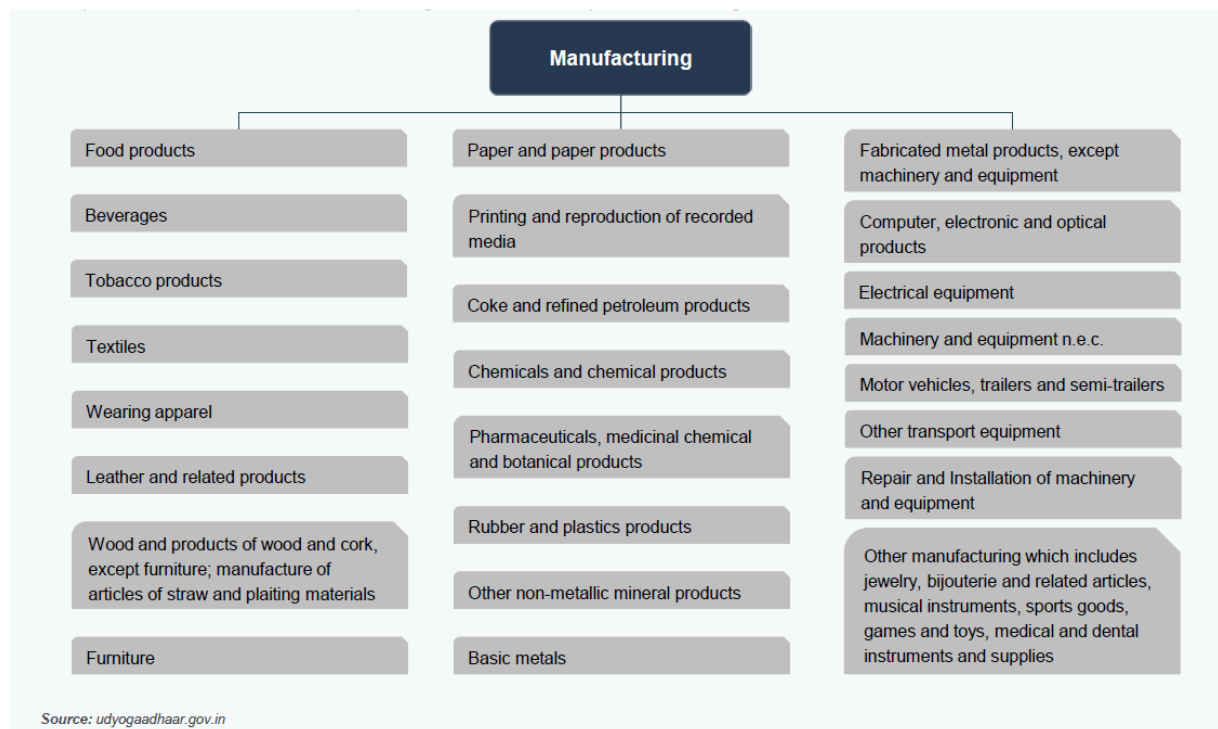 Manufacturing
Food products
Beverages
Tobacco products
Textiles
Wearing apparel
Leather and related products
Wood and products of wood and cork,
except furniture; manufacture of
articles of straw and plaiting materials
Furniture
Paper and paper products
Printing and reproduction of recorded
media
Coke and refined petroleum products
Chemicals and chemical products
Pharmaceuticals, medicinal chemical
and botanical products
Rubber and plastics products
Other non-metallic mineral products
Basic metals
Fabricated metal products, except
machinery and equipment
Computer, electronic and optical
products
Electrical equipment
Machinery and equipment n.e.c.
Motor vehicles, trailers and semi-trailers
Other transport equipment
Repair and Installation of machinery
and equipment
Other manufacturing which includes
jewelry, bijouterie and related articles,
musical instruments, sports goods,
games and toys, medical and dental
instruments and supplies
Source: udyogaadhaar.gov.in